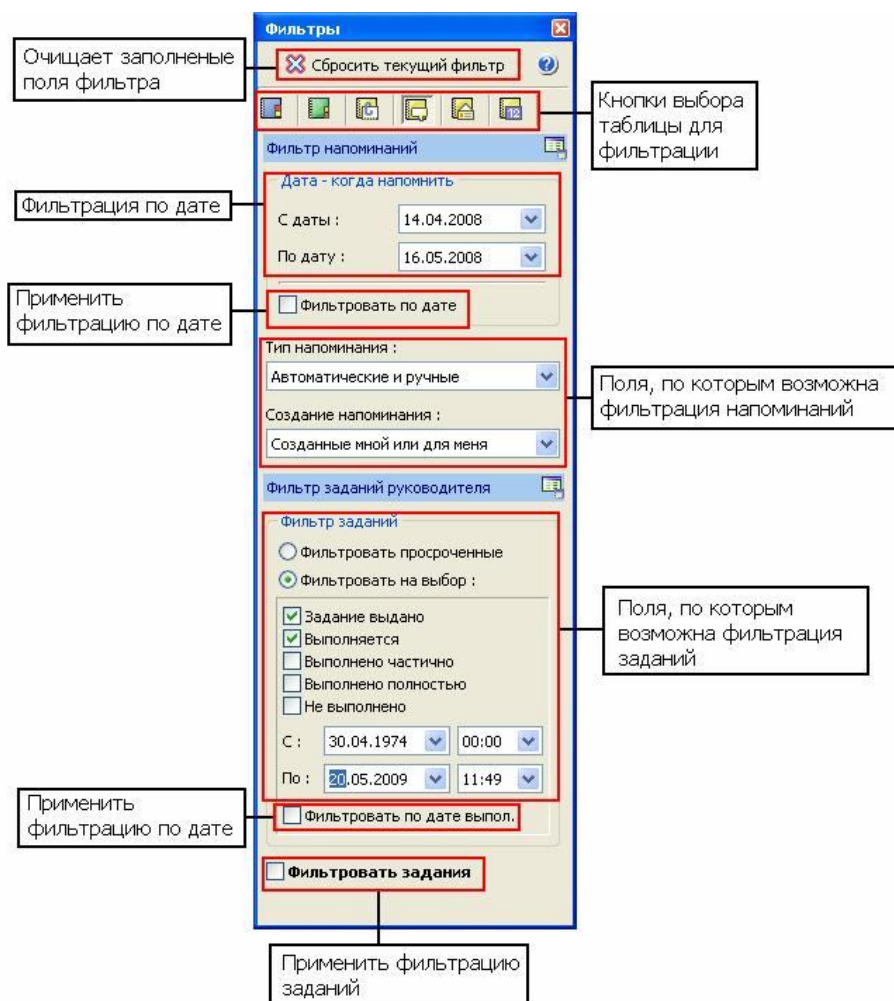 Фильтры
Очищает заполненые
поля фильтра
Сбросить текущий фильтр
Кнопки выбора
таблицы для
фильтрации
12
Фильтр напоминаний
Дата - когда напомнить
Фильтрация по дате
С даты :
14.04.2008
По дату :
16.05.2008
Применить
фильтрацию по дате
Фильтровать по дате
Тип напоминания :
Автоматические и ручные
Поля, по которым возможна
фильтрация напоминаний
Создание напоминания :
Созданные мной или для меня
Фильтр заданий руководителя
Фильтр заданий
Фильтровать просроченные
Фильтровать на выбор :
Задание выдано
Выполняется
Выполнено частично
Выполнено полностью
Не выполнено
Поля, по которым
возможна фильтрация
заданий
С : 30.04.1974 00:00
По : 20.05.2009 11:49
Применить
фильтрацию по дате
Фильтровать по дате выпол.
Фильтровать задания
Применить фильтрацию
заданий